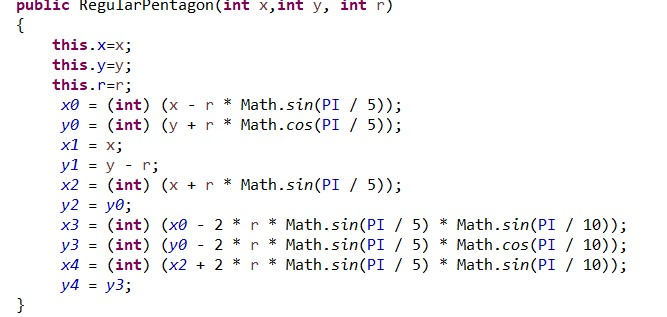 public RegularPentagon(int x,int y, int r)
{
this.x=x;
this.y=y;
this.r=r;
x0 = (int) (x - r * Math.sin(PI / 5));
y0 = (int) (y + r * Math.cos(PI / 5));
x1 = x;
y1 = y - r;
x2 = (int) (x + r * Math.sin(PI / 5));
y2 = y0;
x3 = (int) (x0 - 2 * r * Math.sin(PI / 5) * Math.sin(PI / 10));
y3 = (int) (y0 - 2 * r * Math.sin(PI / 5) * Math.cos(PI / 10));
x4 = (int) (x2 + 2 * r * Math.sin(PI / 5) * Math.sin(PI / 10));
y4 = y3;
}